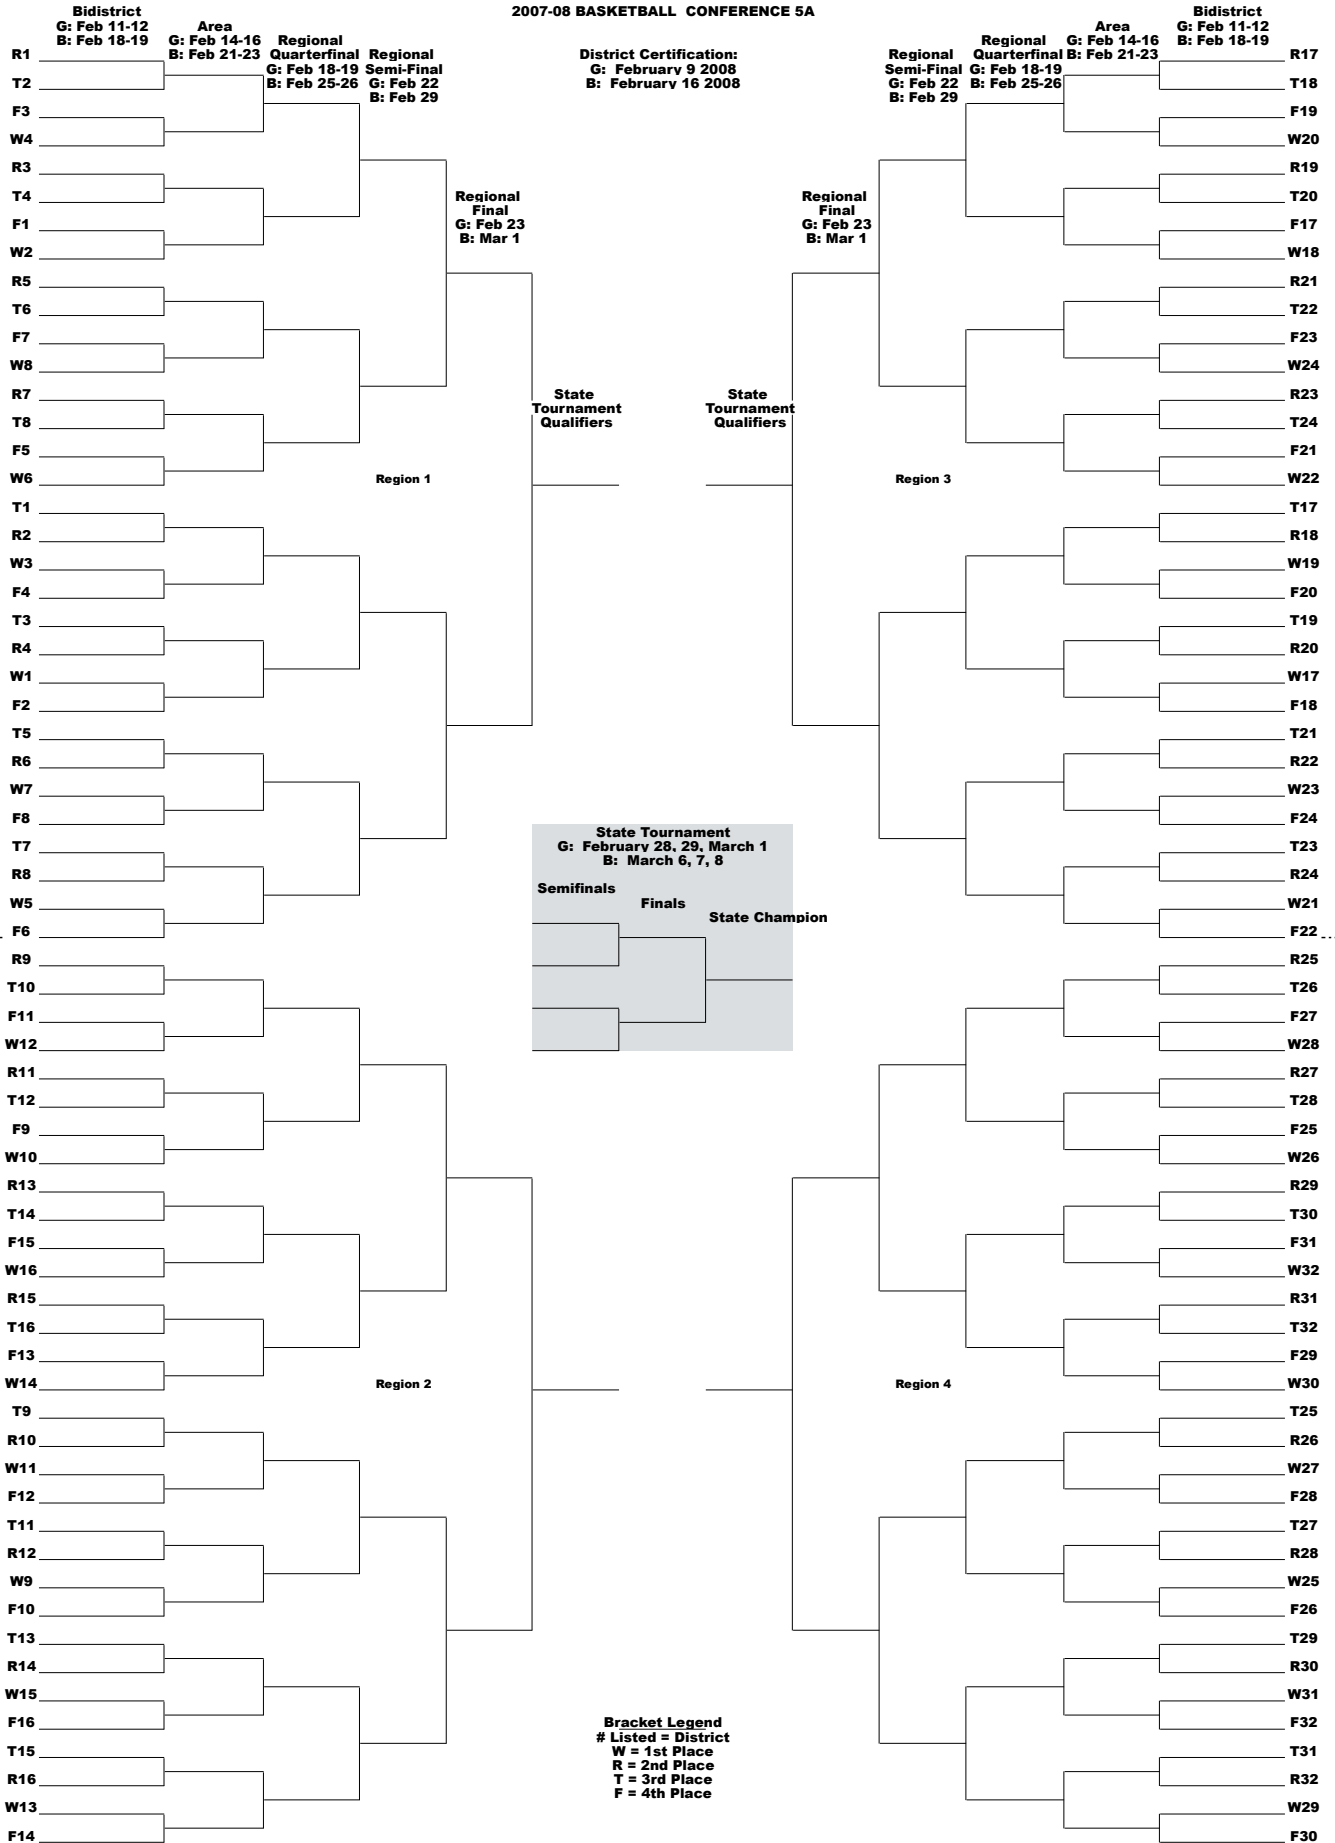 2007-08 BASKETBALL CONFERENCE 5A
Bidistrict
G: Feb 11-12
B: Feb 18-19
Area
G: Feb 14-16
B: Feb 21-23
Regional
Quarterfinal
G: Feb 18-19
B: Feb 25-26
Regional
Semi-Final
G: Feb 22
B: Feb 29
District Certification:
G: February 9 2008
B: February 16 2008
Regional
Semi-Final
G: Feb 22
B: Feb 29
Regional
Quarterfinal
G: Feb 18-19
B: Feb 25-26
Area
G: Feb 14-16
B: Feb 21-23
Bidistrict
G: Feb 11-12
B: Feb 18-19
Regional
Final
G: Feb 23
B: Mar 1
Regional
Final
G: Feb 23
B: Mar 1
R1
T2
F3
W4
R3
T4
F1
W2
R5
T6
F7
W8
R7
T8
F5
W6
T1
R2
W3
F4
T3
R4
W1
F2
T5
R6
W7
F8
T7
R8
W5
F6
R9
T10
F11
W12
R11
T12
F9
W10
R13
T14
F15
W16
R15
T16
F13
W14
T9
R10
W11
F12
T11
R12
W9
F10
T13
R14
W15
F16
T15
R16
W13
F14
State
Tournament
Qualifiers
State
Tournament
Qualifiers
Region 1
Region 3
State Tournament
G: February 28, 29, March 1
B: March 6, 7, 8
Semifinals
Finals
State Champion
Region 2
Region 4
Bracket Legend
# Listed = District
W = 1st Place
R = 2nd Place
T = 3rd Place
F = 4th Place
R17
T18
F19
W20
R19
T20
F17
W18
R21
T22
F23
W24
R23
T24
F21
W22
T17
R18
W19
F20
T19
R20
W17
F18
T21
R22
W23
F24
T23
R24
W21
F22
R25
T26
F27
W28
R27
T28
F25
W26
R29
T30
F31
W32
R31
T32
F29
W30
T25
R26
W27
F28
T27
R28
W25
F26
T29
R30
W31
F32
T31
R32
W29
F30